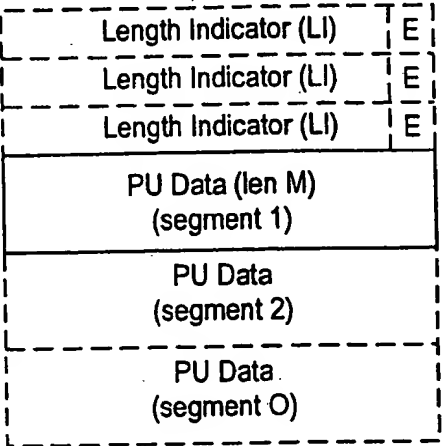 Length Indicator (LI) E
Length Indicator (LI) E
Length Indicator (LI) E
PU Data (len M)
(segment 1)
PU Data
(segment 2)
PU Data
(segment O)